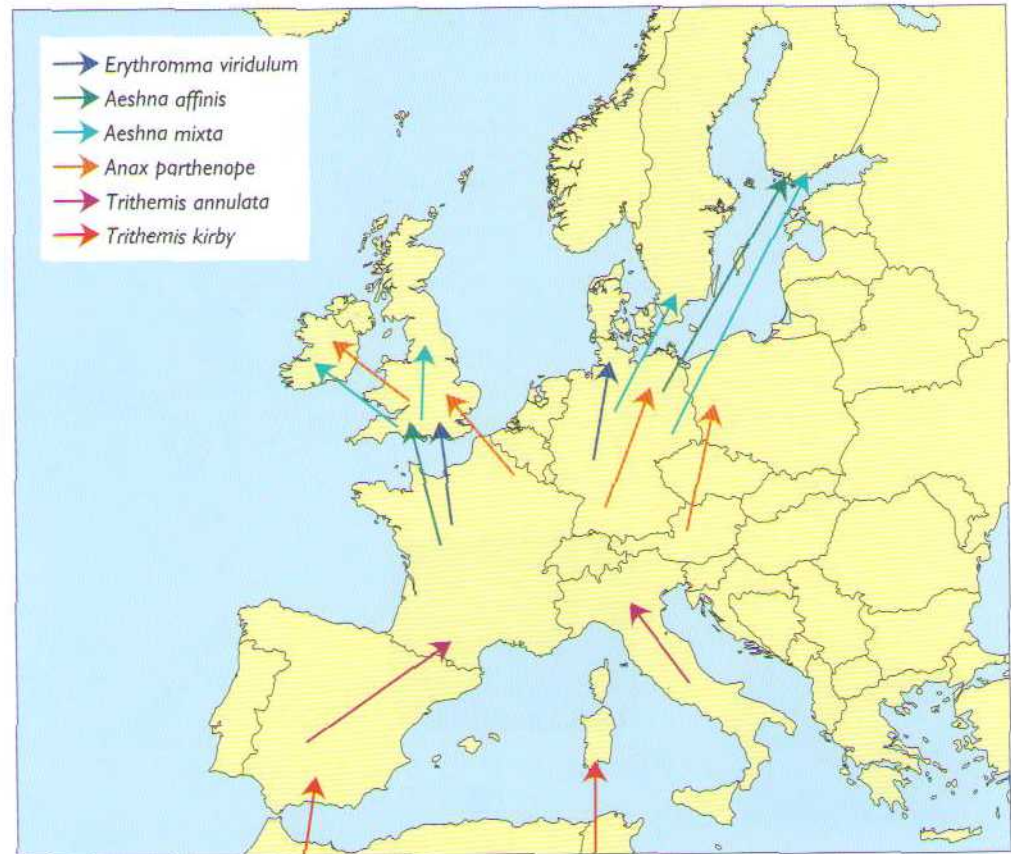 Erythromma viridulum
Aeshna affinis
Aeshna mixta
Anax parthenope
Trithemis annulata
Trithemis kirby